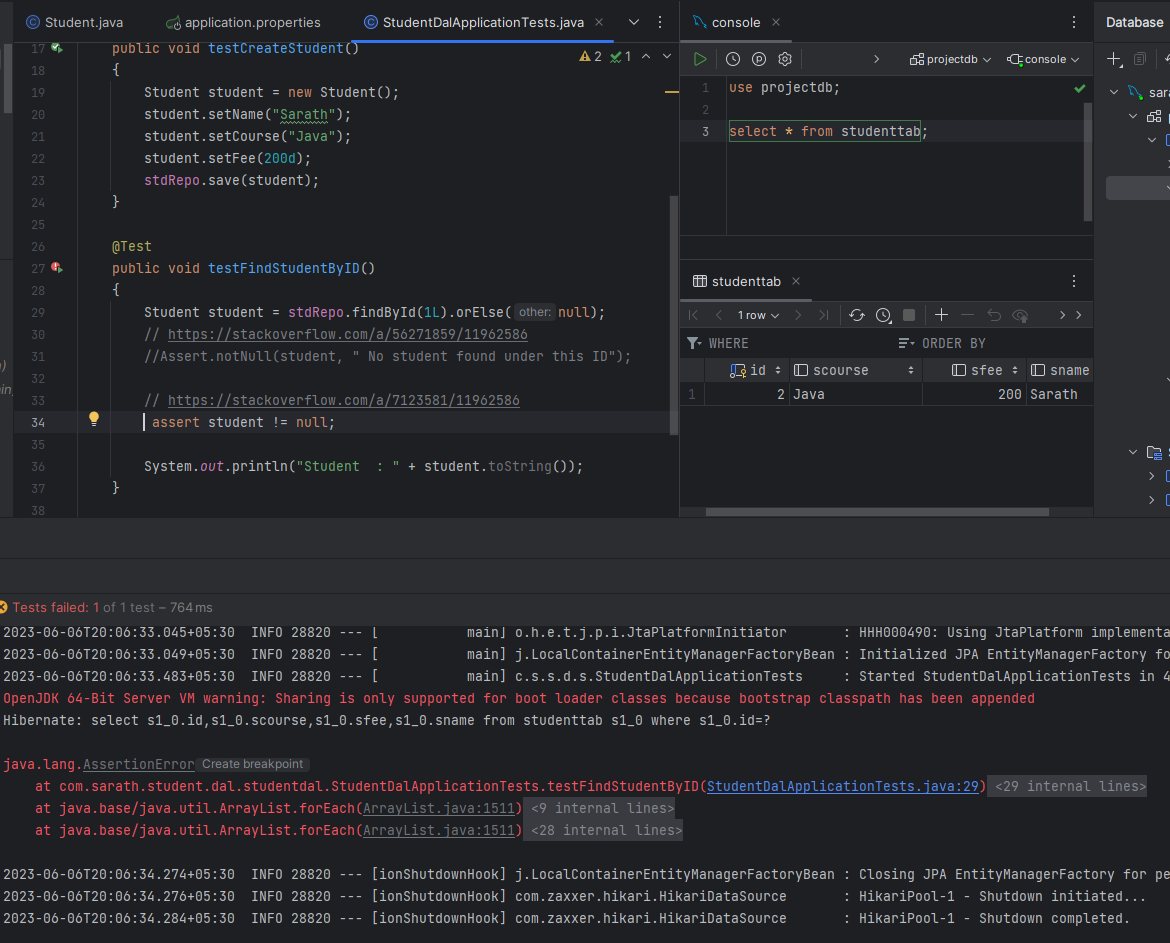 Student.java
application.properties
StudentDalApplicationTests.java
17 public void testCreateStudent()
2 1
18 {
19 Student student = new Student();
20 student.setName("Sarath");
21 student.setCourse("Java");
22 student.setFee(200d);
23 stdRepo.save(student);
24 }
25
26 @Test
27 public void testFindStudentByID()
28 {
29 Student student = stdRepo.findById(1L).orElse( other: null);
30 // https://stackoverflow.com/a/56271859/11962586
31 //Assert.notNull(student, " No student found under this ID");
32
33 // https://stackoverflow.com/a/7123581/11962586
34 assert student != null;
35
36 System.out.println("Student  : " + student.toString());
37 }
38
console
projectdb console
1 use projectdb;
2
3 select * from studenttab;
studenttab
1 row
WHERE ORDER BY
id scourse sfee sname
1 2 Java 200 Sarath
Database
sara
Tests failed: 1 of 1 test – 764 ms
2023-06-06T20:06:33.045+05:30  INFO 28820 --- [           main] o.h.e.t.j.p.i.JtaPlatformInitiator       : HHH000490: Using JtaPlatform implementa
2023-06-06T20:06:33.049+05:30  INFO 28820 --- [           main] j.LocalContainerEntityManagerFactoryBean : Initialized JPA EntityManagerFactory fo
2023-06-06T20:06:33.483+05:30  INFO 28820 --- [           main] c.s.s.d.s.StudentDalApplicationTests     : Started StudentDalApplicationTests in 4
OpenJDK 64-Bit Server VM warning: Sharing is only supported for boot loader classes because bootstrap classpath has been appended
Hibernate: select s1_0.id,s1_0.scourse,s1_0.sfee,s1_0.sname from studenttab s1_0 where s1_0.id=?
java.lang.AssertionError Create breakpoint
at com.sarath.student.dal.studentdal.StudentDalApplicationTests.testFindStudentByID(StudentDalApplicationTests.java:29) <29 internal lines>
at java.base/java.util.ArrayList.forEach(ArrayList.java:1511) <9 internal lines>
at java.base/java.util.ArrayList.forEach(ArrayList.java:1511) <28 internal lines>
2023-06-06T20:06:34.274+05:30  INFO 28820 --- [ionShutdownHook] j.LocalContainerEntityManagerFactoryBean : Closing JPA EntityManagerFactory for pe
2023-06-06T20:06:34.276+05:30  INFO 28820 --- [ionShutdownHook] com.zaxxer.hikari.HikariDataSource       : HikariPool-1 - Shutdown initiated...
2023-06-06T20:06:34.284+05:30  INFO 28820 --- [ionShutdownHook] com.zaxxer.hikari.HikariDataSource       : HikariPool-1 - Shutdown completed.